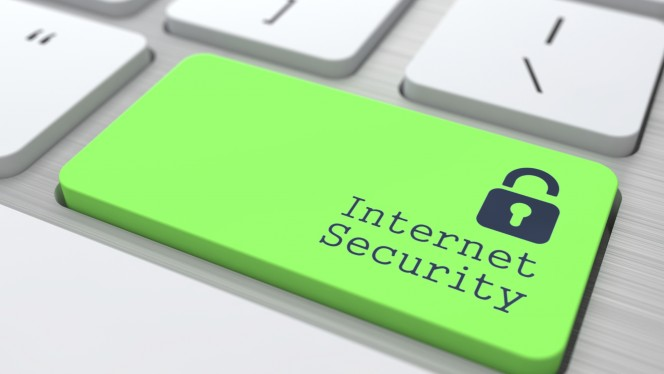 "
]
|
\
Internet
Security